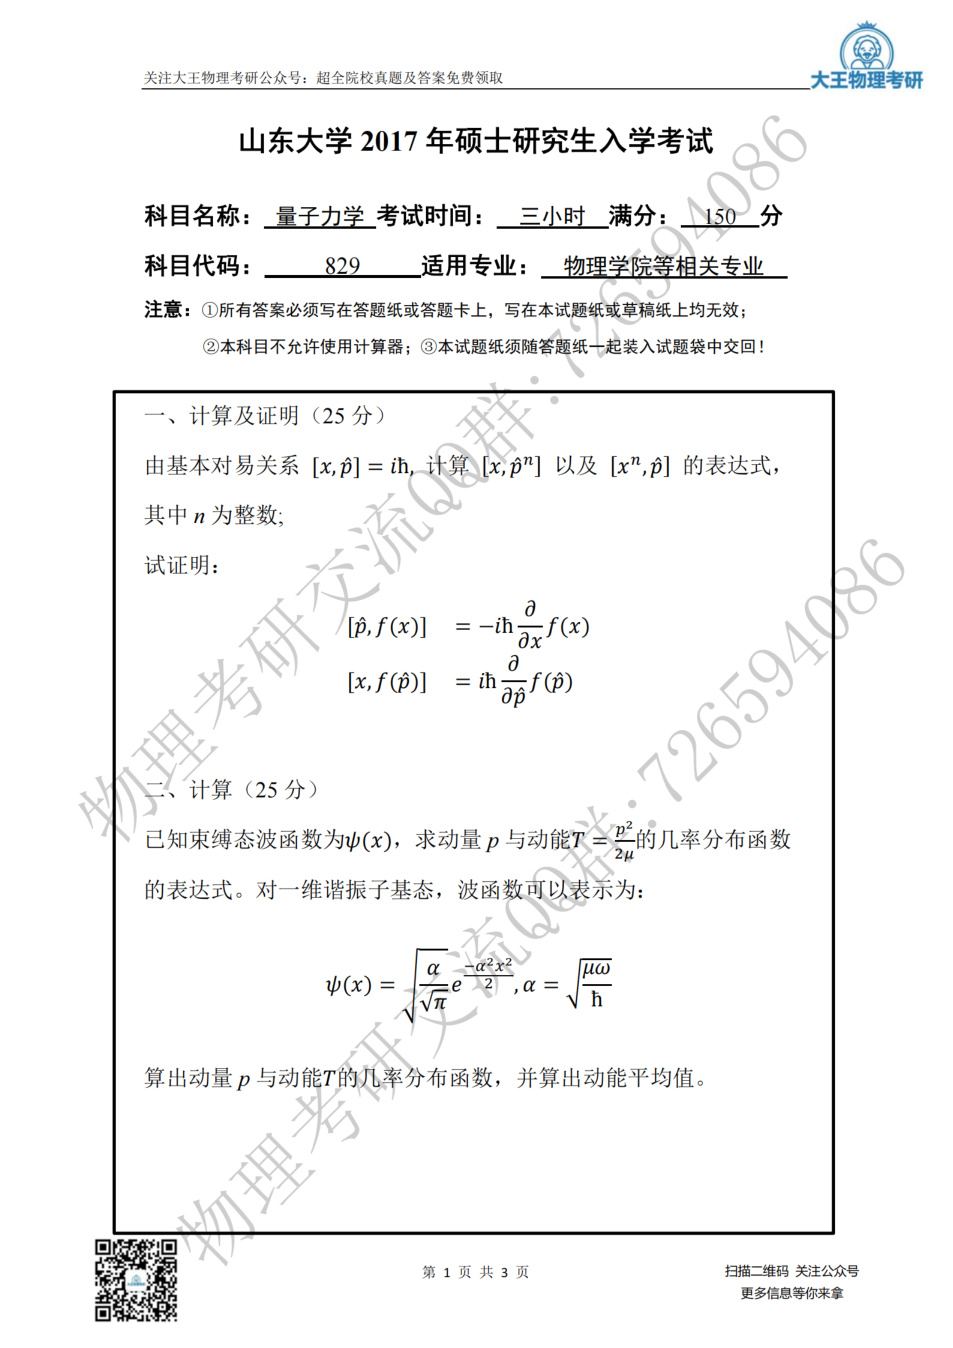 关注大王物理考研公众号：超全院校真题及答案免费领取
大王物理考研
山东大学 2017 年硕士研究生入学考试
科目名称： 量子力学 考试时间： 三小时 满分： 150 分
科目代码： 829 适用专业： 物理学院等相关专业
注意：①所有答案必须写在答题纸或答题卡上，写在本试题纸或草稿纸上均无效；
②本科目不允许使用计算器；③本试题纸须随答题纸一起装入试题袋中交回！
一、计算及证明（25 分）
由基本对易关系 [x, p̂] = iħ, 计算 [x, p̂ⁿ] 以及 [xⁿ, p̂] 的表达式，
其中 n 为整数;
试证明：
[p̂, f(x)] = −iħ ∂/∂x f(x)
[x, f(p̂)] = iħ ∂/∂p̂ f(p̂)
二、计算（25 分）
已知束缚态波函数为ψ(x)，求动量 p 与动能T = p²/2μ的几率分布函数
的表达式。对一维谐振子基态，波函数可以表示为：
ψ(x) = √(α/√π) e^(−α²x²/2), α = √(μω/ħ)
算出动量 p 与动能T的几率分布函数，并算出动能平均值。
物理考研交流QQ群：726594086
物理考研交流QQ群：726594086
第 1 页 共 3 页
扫描二维码 关注公众号
更多信息等你来拿